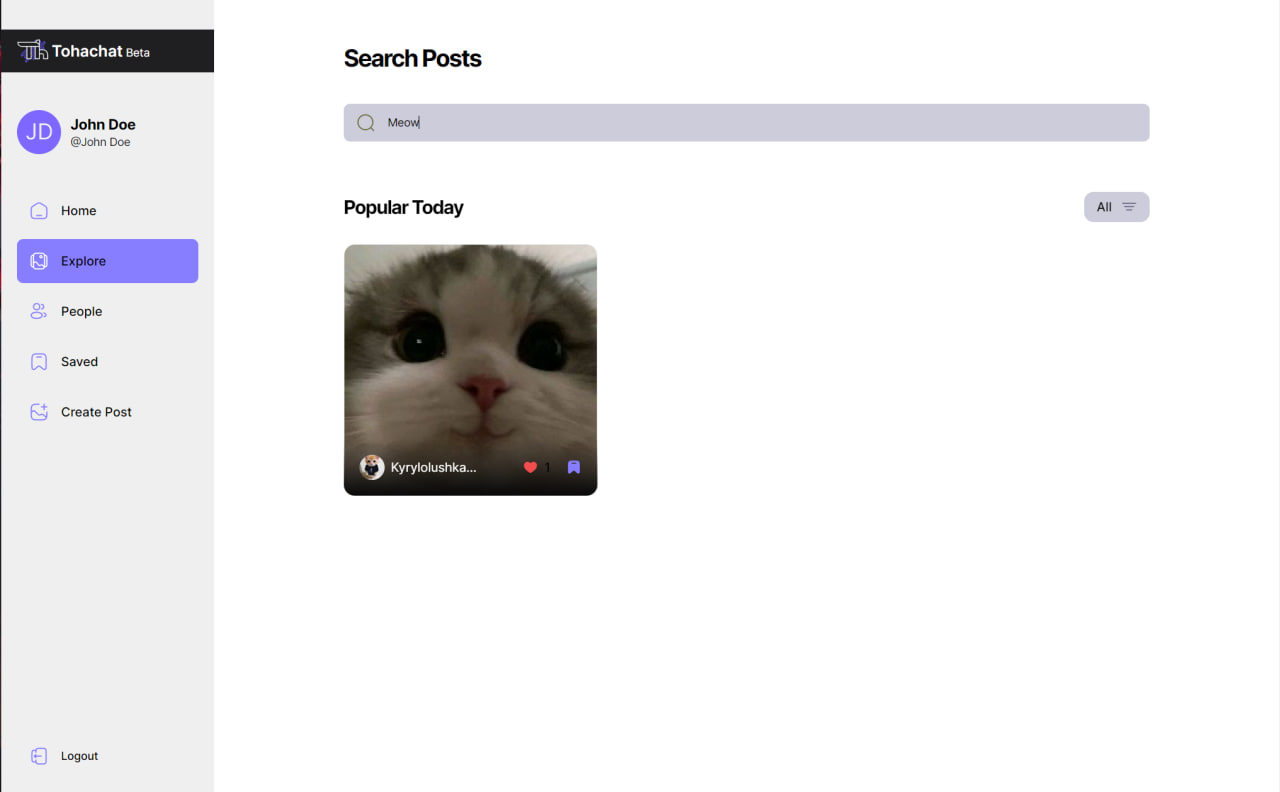 Tohachat Beta
JD
John Doe
@John Doe
Home
Explore
People
Saved
Create Post
Logout
Search Posts
Meow
Popular Today
All
Kyrylolushka...
1